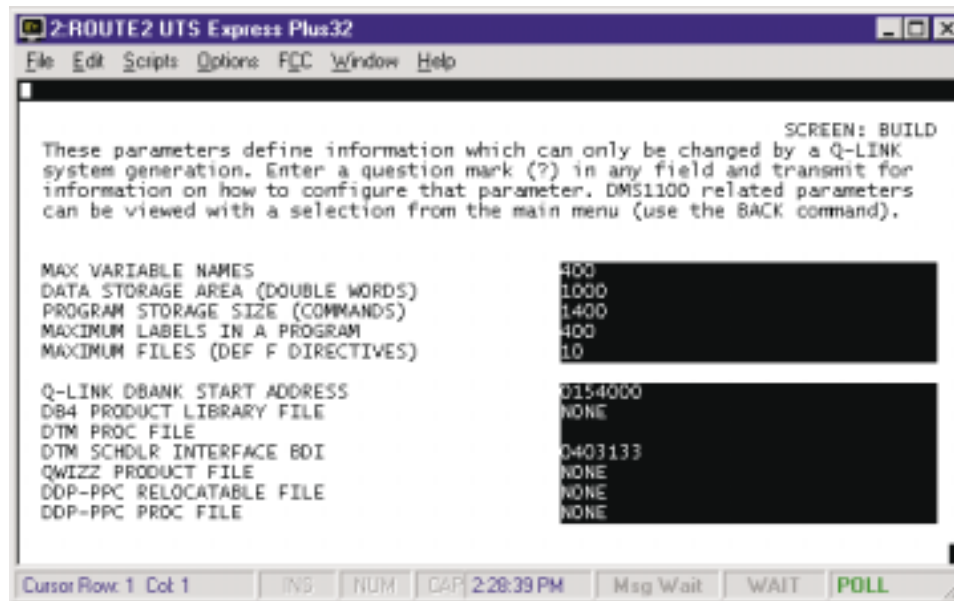 2:ROUTE2 UTS Express Plus32
File Edit Scripts Options FCC Window Help
SCREEN: BUILD
These parameters define information which can only be changed by a Q-LINK
system generation. Enter a question mark (?) in any field and transmit for
information on how to configure that parameter. DMS1100 related parameters
can be viewed with a selection from the main menu (use the BACK command).
MAX VARIABLE NAMES 400
DATA STORAGE AREA (DOUBLE WORDS) 1000
PROGRAM STORAGE SIZE (COMMANDS) 1400
MAXIMUM LABELS IN A PROGRAM 400
MAXIMUM FILES (DEF F DIRECTIVES) 10
Q-LINK DBANK START ADDRESS 0154000
DB4 PRODUCT LIBRARY FILE NONE
DTM PROC FILE
DTM SCHDLR INTERFACE BDI 0403133
QWIZZ PRODUCT FILE NONE
DDP-PPC RELOCATABLE FILE NONE
DDP-PPC PROC FILE NONE
Cursor Row: 1 Col: 1 INS NUM CAP 2:28:39 PM Msg Wait WAIT POLL